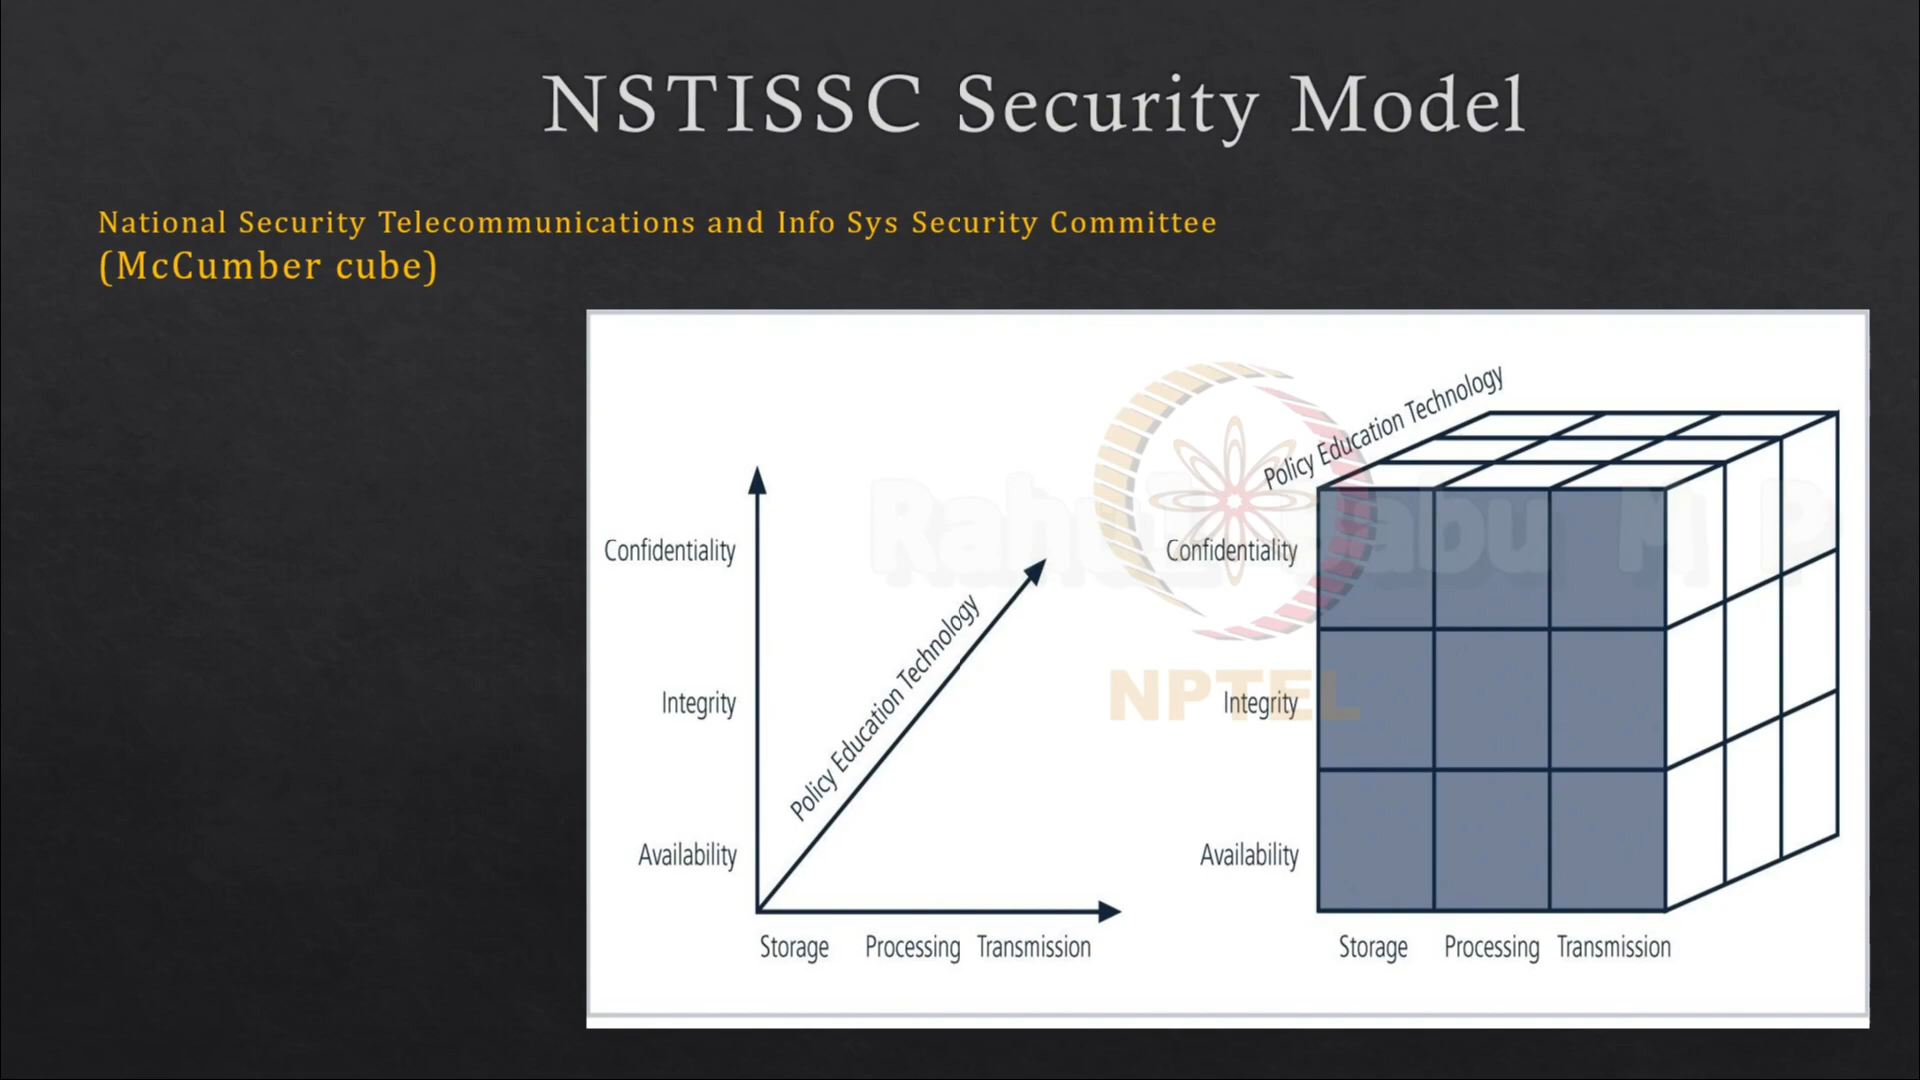 NSTISSC Security Model
National Security Telecommunications and Info Sys Security Committee
(McCumber cube)
Confidentiality
Integrity
Availability
Policy Education Technology
Storage Processing Transmission
Policy Education Technology
Confidentiality
Integrity
Availability
Storage Processing Transmission
NPTEL